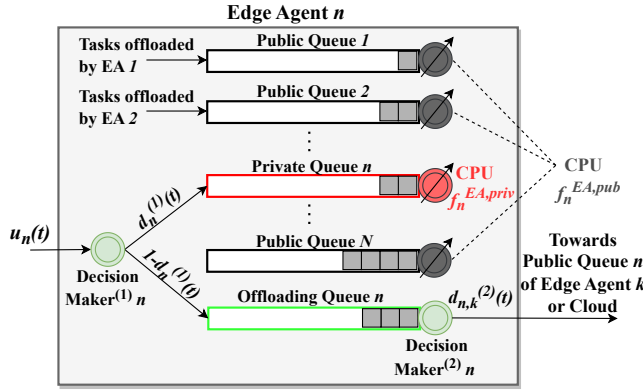 Edge Agent n
Tasks offloaded
by EA 1
Public Queue 1
Tasks offloaded
by EA 2
Public Queue 2
Private Queue n
CPU
f_n^{EA,priv}
CPU
f_n^{EA,pub}
u_n(t)
d_n^{(1)}(t)
1-d_n^{(1)}(t)
Decision
Maker^{(1)} n
Public Queue N
Offloading Queue n
d_{n,k}^{(2)}(t)
Decision
Maker^{(2)} n
Towards
Public Queue n
of Edge Agent k
or Cloud